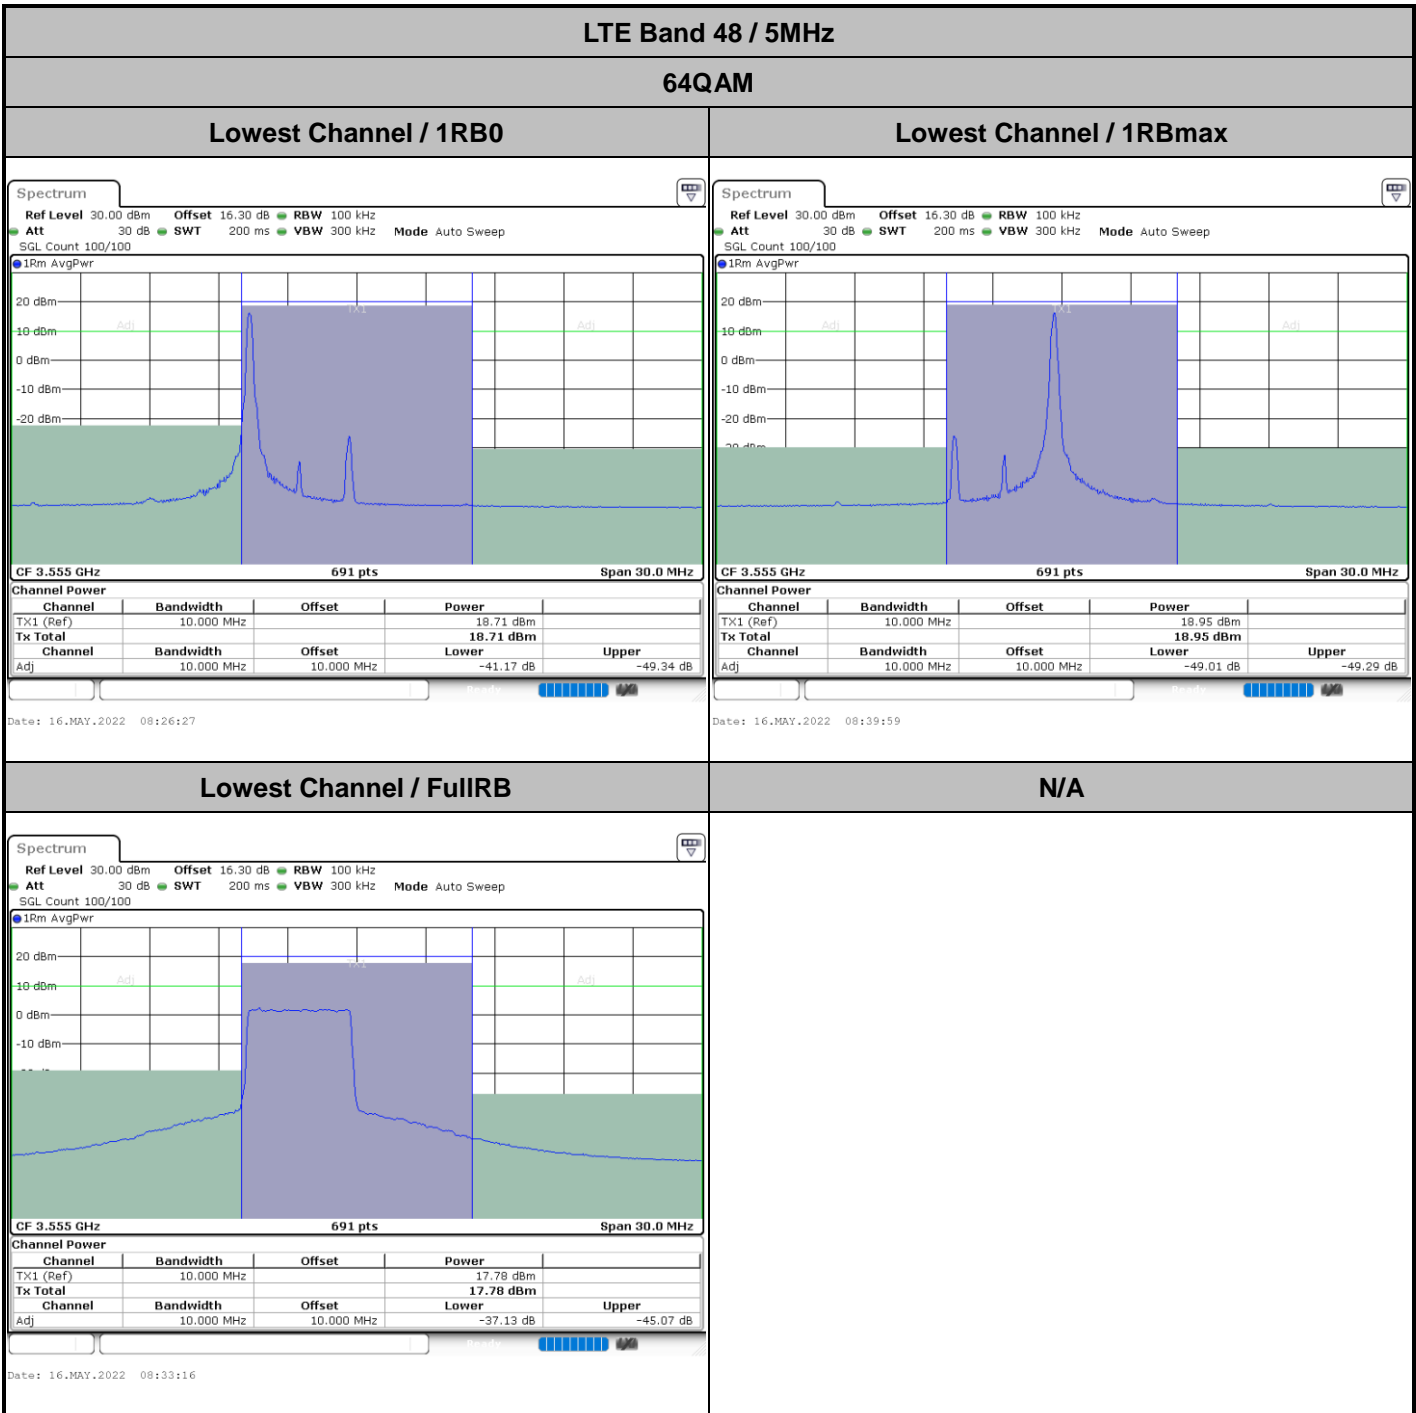 LTE Band 48 / 5MHz
64QAM
Lowest Channel / 1RB0
Lowest Channel / 1RBmax
Spectrum
Ref Level 30.00 dBm Offset 16.30 dB RBW 100 kHz
Att 30 dB SWT 200 ms VBW 300 kHz Mode Auto Sweep
SGL Count 100/100
1Rm AvgPwr
20 dBm
TX1
Adj
Adj
10 dBm
0 dBm
-10 dBm
-20 dBm
CF 3.555 GHz 691 pts Span 30.0 MHz
Channel Power
Channel Bandwidth Offset Power
TX1 (Ref) 10.000 MHz 18.71 dBm
Tx Total 18.71 dBm
Channel Bandwidth Offset Lower Upper
Adj 10.000 MHz 10.000 MHz -41.17 dB -49.34 dB
Ready
Date: 16.MAY.2022 08:26:27
Spectrum
Ref Level 30.00 dBm Offset 16.30 dB RBW 100 kHz
Att 30 dB SWT 200 ms VBW 300 kHz Mode Auto Sweep
SGL Count 100/100
1Rm AvgPwr
20 dBm
TX1
Adj
Adj
10 dBm
0 dBm
-10 dBm
-20 dBm
CF 3.555 GHz 691 pts Span 30.0 MHz
Channel Power
Channel Bandwidth Offset Power
TX1 (Ref) 10.000 MHz 18.95 dBm
Tx Total 18.95 dBm
Channel Bandwidth Offset Lower Upper
Adj 10.000 MHz 10.000 MHz -49.01 dB -49.29 dB
Ready
Date: 16.MAY.2022 08:39:59
Lowest Channel / FullRB
N/A
Spectrum
Ref Level 30.00 dBm Offset 16.30 dB RBW 100 kHz
Att 30 dB SWT 200 ms VBW 300 kHz Mode Auto Sweep
SGL Count 100/100
1Rm AvgPwr
20 dBm
TX1
Adj
Adj
10 dBm
0 dBm
-10 dBm
CF 3.555 GHz 691 pts Span 30.0 MHz
Channel Power
Channel Bandwidth Offset Power
TX1 (Ref) 10.000 MHz 17.78 dBm
Tx Total 17.78 dBm
Channel Bandwidth Offset Lower Upper
Adj 10.000 MHz 10.000 MHz -37.13 dB -45.07 dB
Ready
Date: 16.MAY.2022 08:33:16